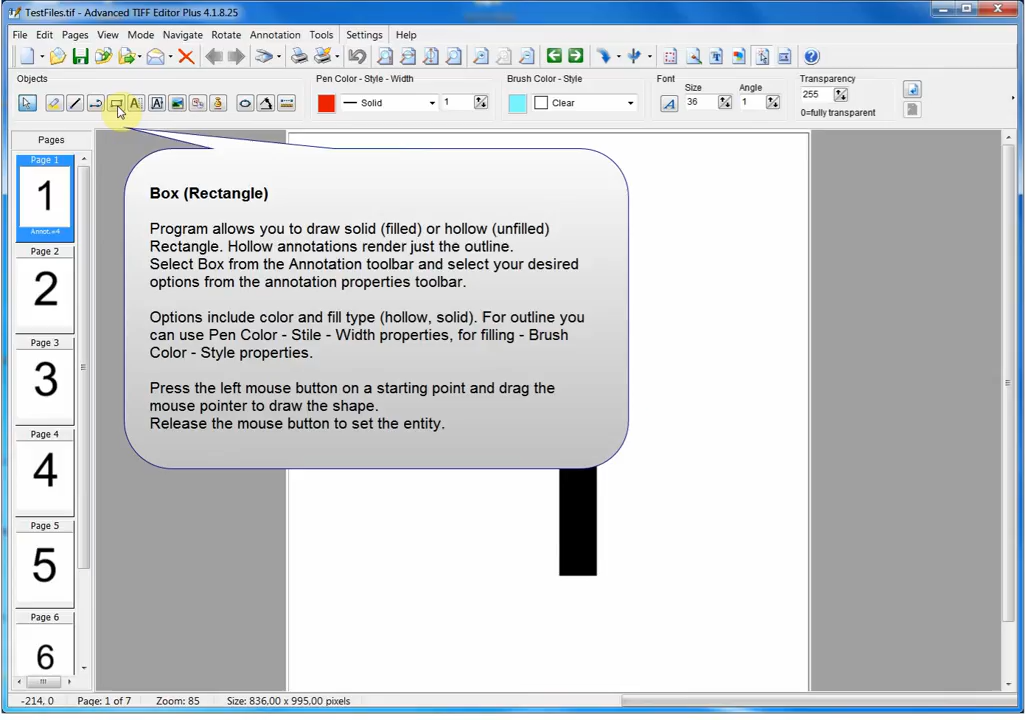 TestFiles.tif - Advanced TIFF Editor Plus 4.1.8.25
File Edit Pages View Mode Navigate Rotate Annotation Tools Settings Help
Objects
Pen Color - Style - Width
Brush Color - Style
Font
Size
Angle
Transparency
Solid
1
Clear
36
1
255
0=fully transparent
Pages
Page 1
1
Annot.=4
Page 2
2
Page 3
3
Page 4
4
Page 5
5
Page 6
6
Box (Rectangle)
Program allows you to draw solid (filled) or hollow (unfilled)
Rectangle. Hollow annotations render just the outline.
Select Box from the Annotation toolbar and select your desired
options from the annotation properties toolbar.
Options include color and fill type (hollow, solid). For outline you
can use Pen Color - Stile - Width properties, for filling - Brush
Color - Style properties.
Press the left mouse button on a starting point and drag the
mouse pointer to draw the shape.
Release the mouse button to set the entity.
-214, 0 Page: 1 of 7 Zoom: 85 Size: 836.00 x 995.00 pixels